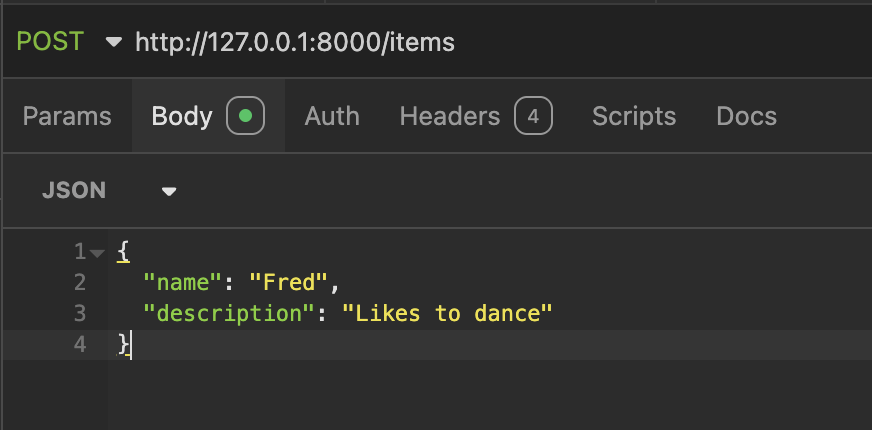 POST http://127.0.0.1:8000/items
Params Body Auth Headers 4 Scripts Docs
JSON
1 {
2 "name": "Fred",
3 "description": "Likes to dance"
4 }